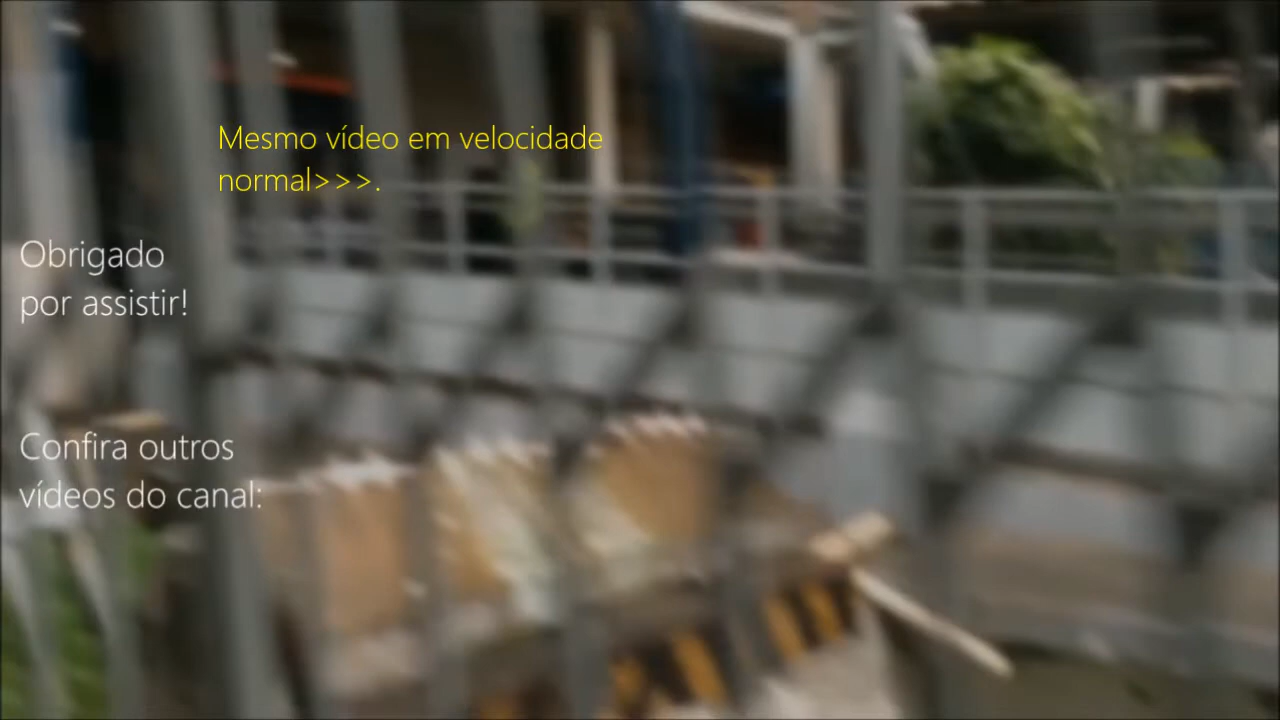 Mesmo vídeo em velocidade
normal>>>.
Obrigado
por assistir!
Confira outros
vídeos do canal: